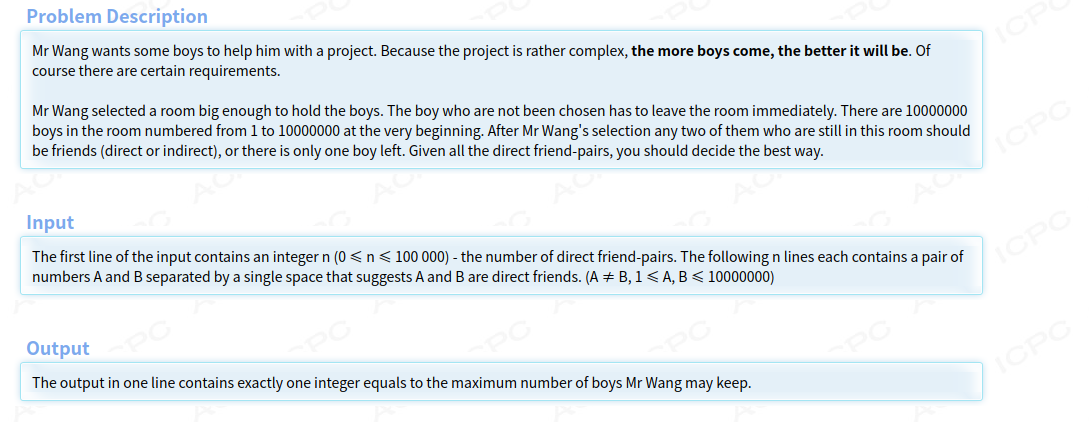 Problem Description
Mr Wang wants some boys to help him with a project. Because the project is rather complex, the more boys come, the better it will be. Of
course there are certain requirements.
Mr Wang selected a room big enough to hold the boys. The boy who are not been chosen has to leave the room immediately. There are 10000000
boys in the room numbered from 1 to 10000000 at the very beginning. After Mr Wang's selection any two of them who are still in this room should
be friends (direct or indirect), or there is only one boy left. Given all the direct friend-pairs, you should decide the best way.
Input
The first line of the input contains an integer n (0 ⩽ n ⩽ 100 000) - the number of direct friend-pairs. The following n lines each contains a pair of
numbers A and B separated by a single space that suggests A and B are direct friends. (A ≠ B, 1 ⩽ A, B ⩽ 10000000)
Output
The output in one line contains exactly one integer equals to the maximum number of boys Mr Wang may keep.
ICPC
ICPC
ICPC
ICPC